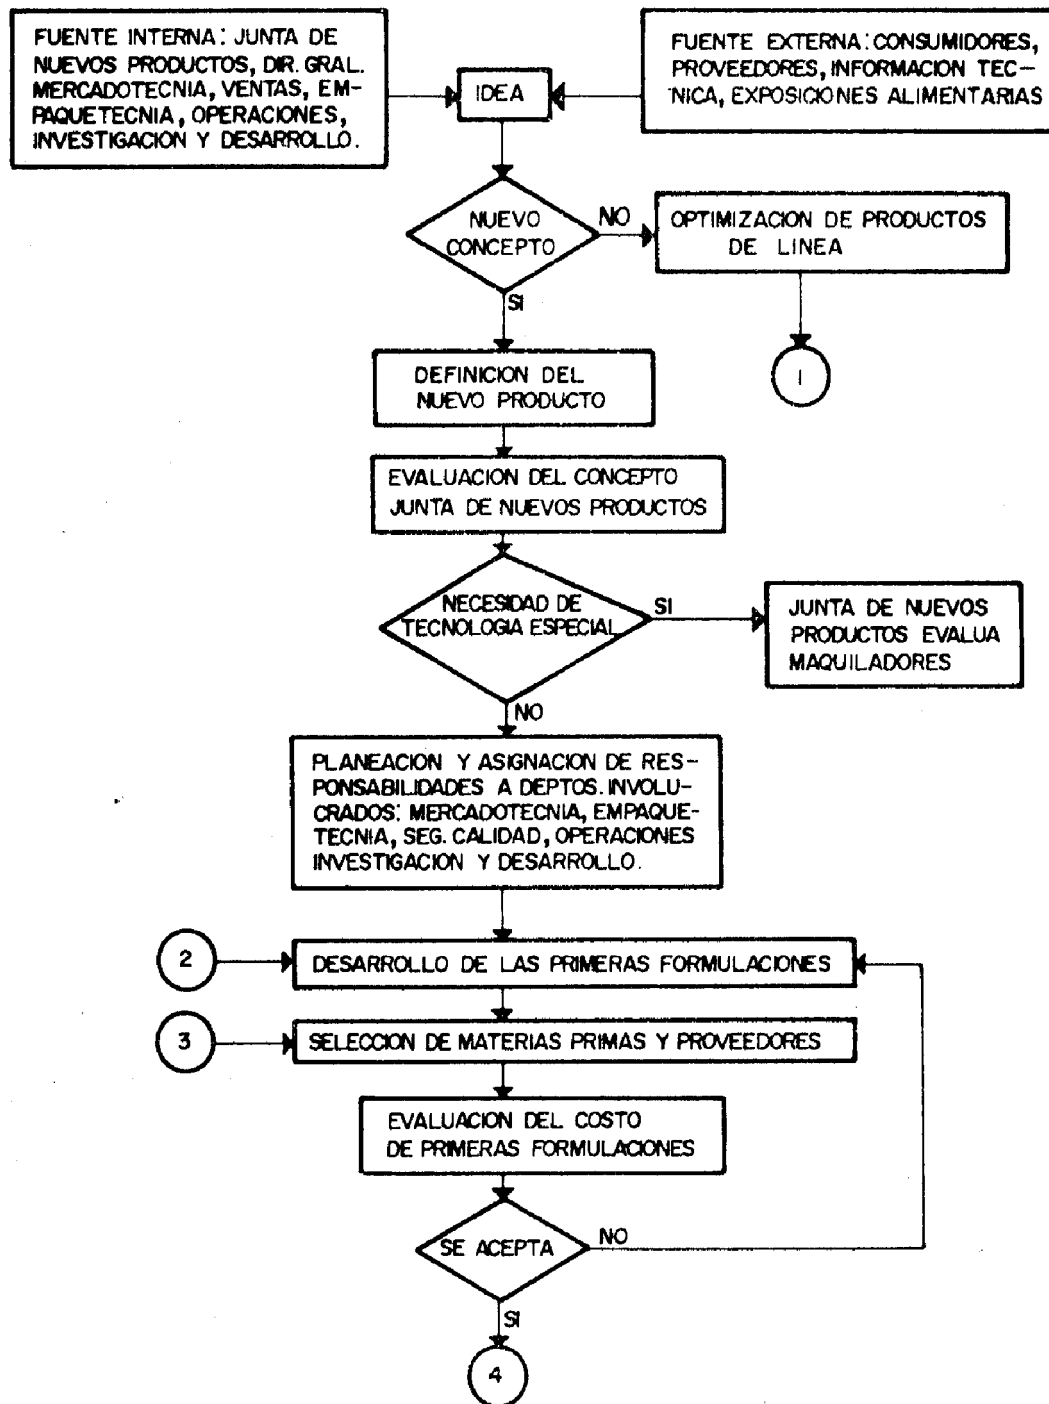 FUENTE INTERNA: JUNTA DE
NUEVOS PRODUCTOS, DIR. GRAL.
MERCADOTECNIA, VENTAS, EM-
PAQUETECNIA, OPERACIONES,
INVESTIGACION Y DESARROLLO.
IDEA
FUENTE EXTERNA: CONSUMIDORES,
PROVEEDORES, INFORMACION TEC-
NICA, EXPOSICIONES ALIMENTARIAS
NUEVO
CONCEPTO
NO
OPTIMIZACION DE PRODUCTOS
DE LINEA
SI
1
DEFINICION DEL
NUEVO PRODUCTO
EVALUACION DEL CONCEPTO
JUNTA DE NUEVOS PRODUCTOS
NECESIDAD DE
TECNOLOGIA ESPECIAL
SI
JUNTA DE NUEVOS
PRODUCTOS EVALUA
MAQUILADORES
NO
PLANEACION Y ASIGNACION DE RES-
PONSABILIDADES A DEPTOS. INVOLU-
CRADOS: MERCADOTECNIA, EMPAQUE-
TECNIA, SEG. CALIDAD, OPERACIONES
INVESTIGACION Y DESARROLLO.
2
DESARROLLO DE LAS PRIMERAS FORMULACIONES
3
SELECCION DE MATERIAS PRIMAS Y PROVEEDORES
EVALUACION DEL COSTO
DE PRIMERAS FORMULACIONES
SE ACEPTA
NO
SI
4